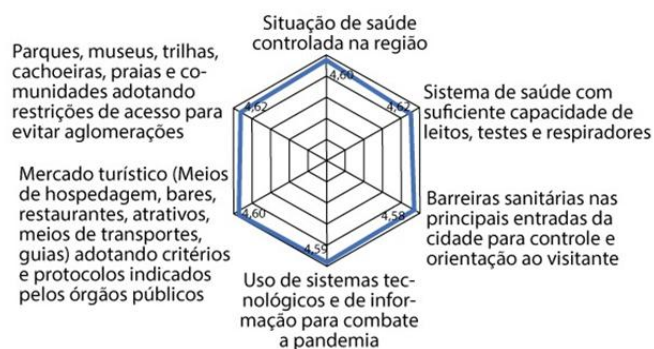 Situação de saúde
controlada na região
4,60
Sistema de saúde com
suficiente capacidade de
leitos, testes e respiradores
4,62
Barreiras sanitárias nas
principais entradas da
cidade para controle e
orientação ao visitante
4,58
Uso de sistemas tec-
nológicos e de infor-
mação para combate
a pandemia
4,59
Mercado turístico (Meios
de hospedagem, bares,
restaurantes, atrativos,
meios de transportes,
guias) adotando critérios
e protocolos indicados
pelos órgãos públicos
4,60
Parques, museus, trilhas,
cachoeiras, praias e co-
munidades adotando
restrições de acesso para
evitar aglomerações
4,62